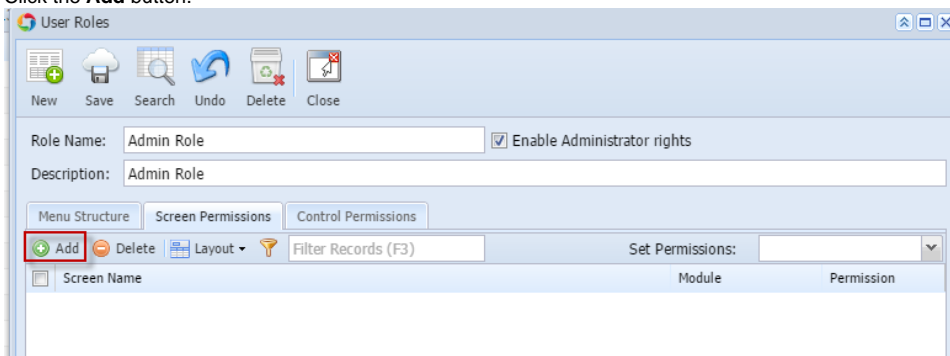 Click the Add button.
User Roles
New Save Search Undo Delete Close
Role Name: Admin Role Enable Administrator rights
Description: Admin Role
Menu Structure Screen Permissions Control Permissions
Add Delete Layout Filter Records (F3) Set Permissions:
Screen Name Module Permission